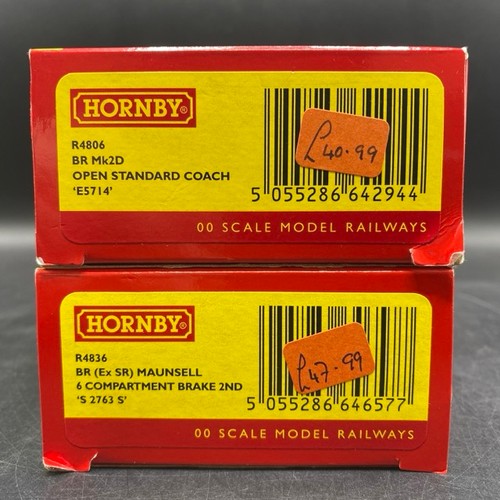 HORNBY®
R4806
BR Mk2D
OPEN STANDARD COACH
'E5714'
£40.99
5 055286 642944
00 SCALE MODEL RAILWAYS
HORNBY®
R4836
BR (Ex SR) MAUNSELL
6 COMPARTMENT BRAKE 2ND
'S 2763 S'
£47.99
5 055286 646577
00 SCALE MODEL RAILWAYS